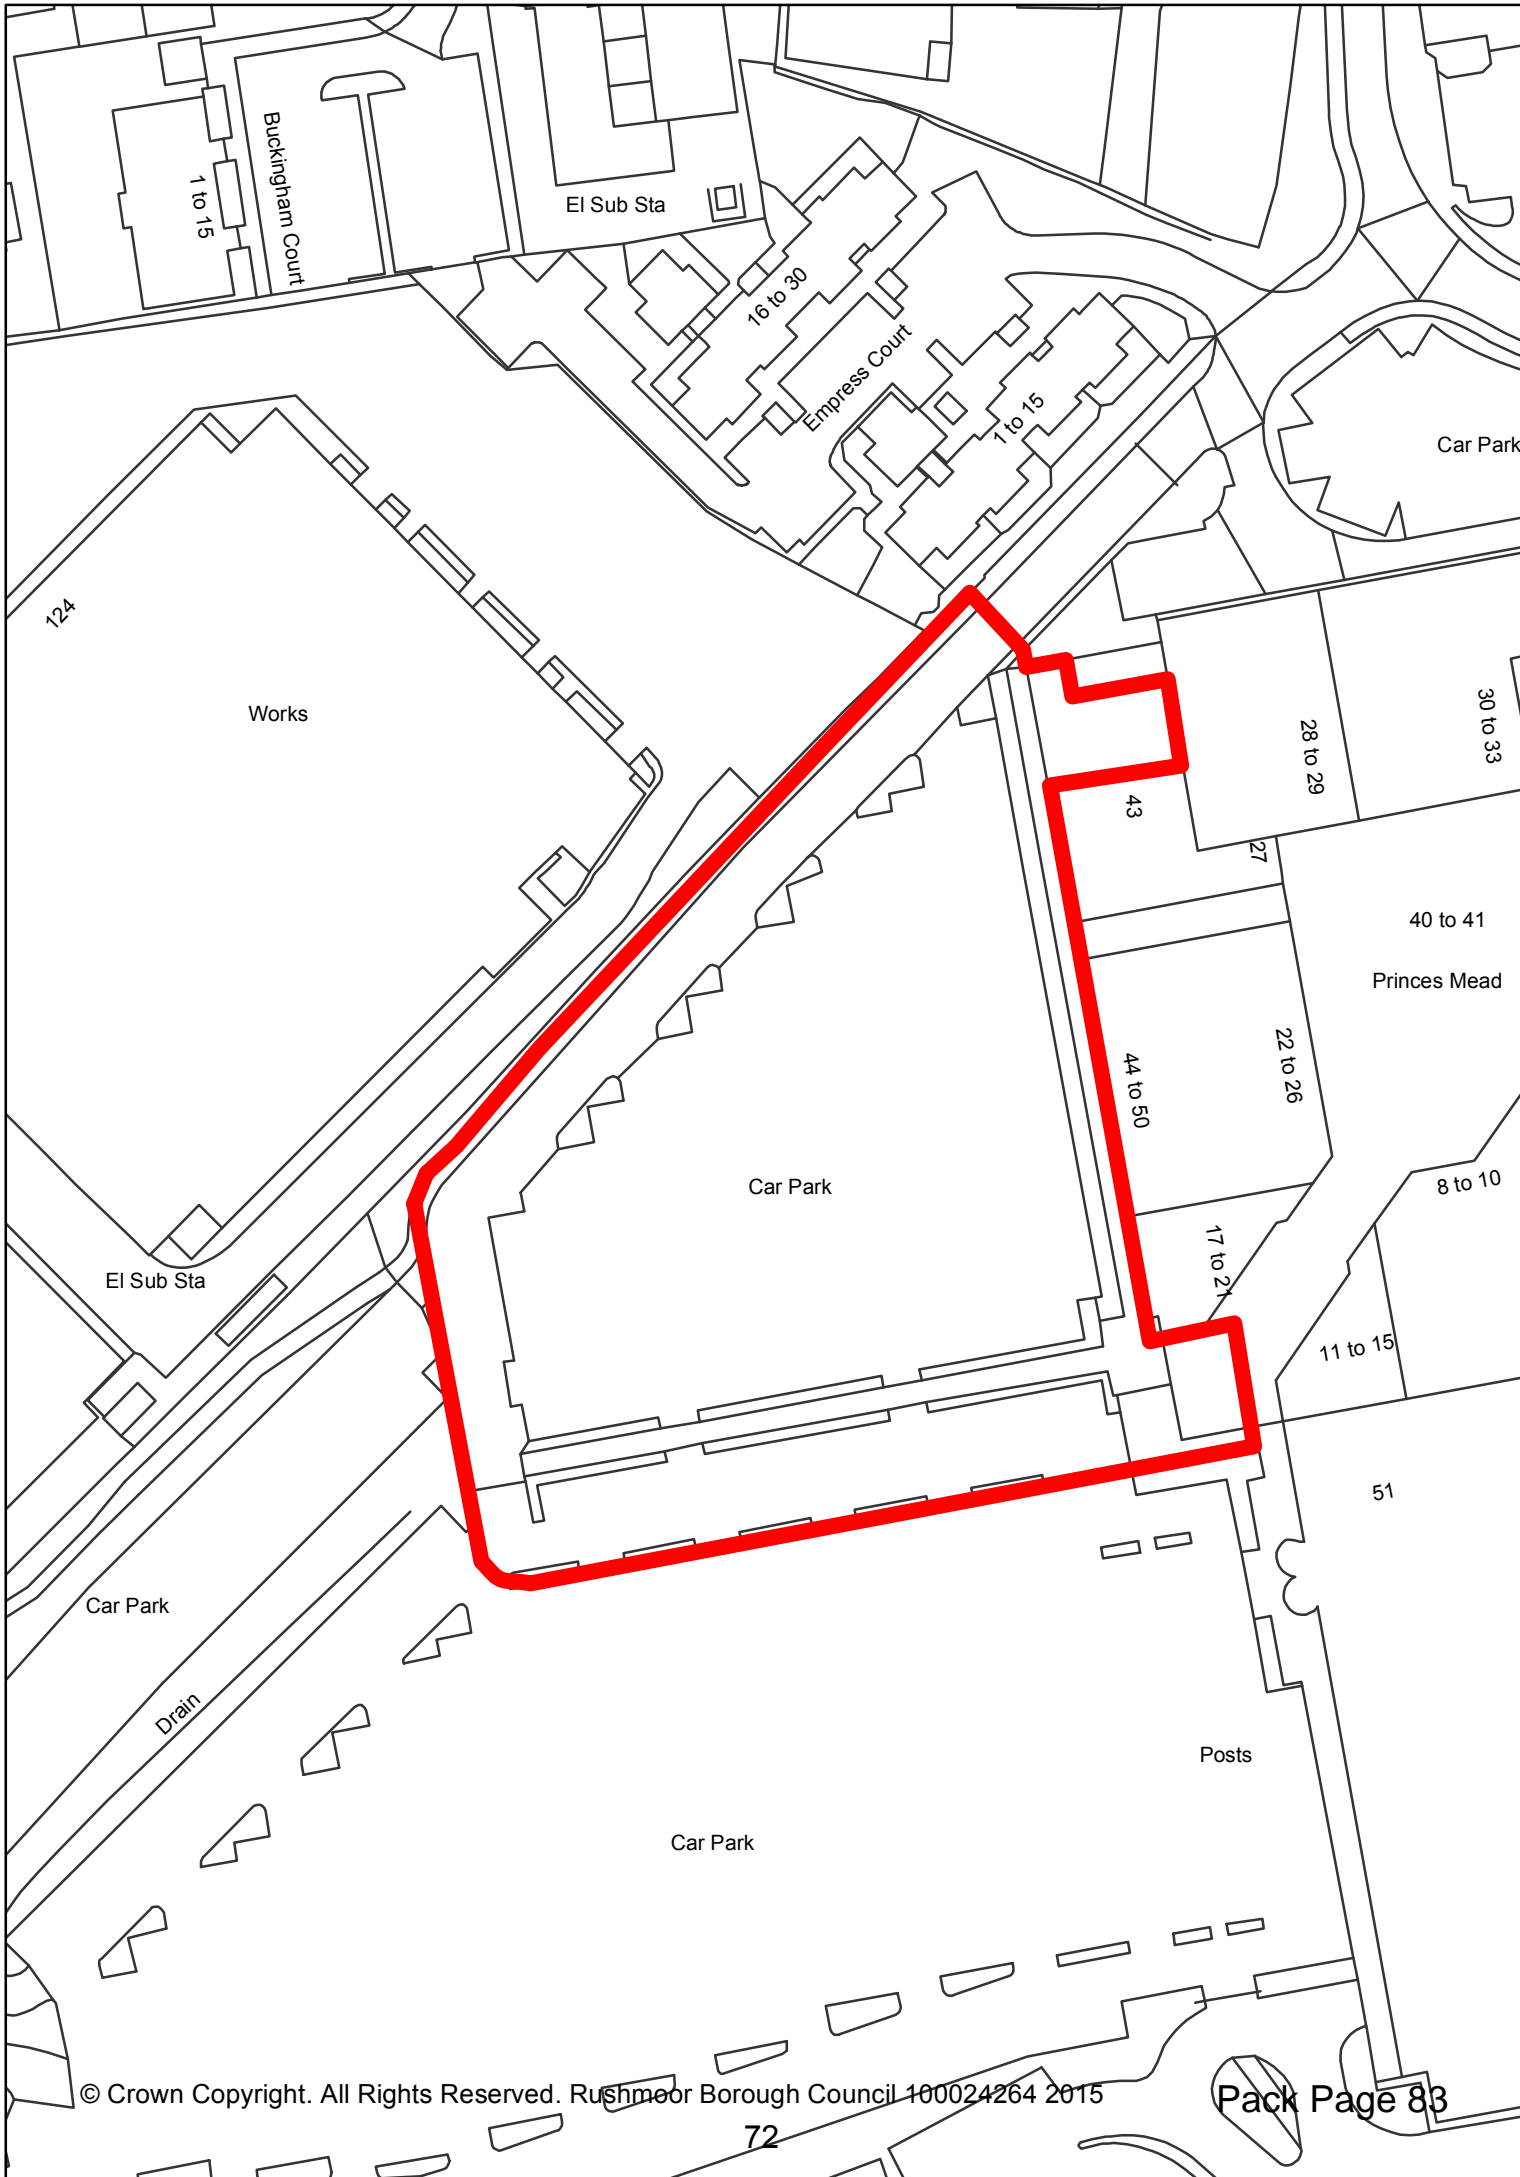 Buckingham Court
1 to 15
El Sub Sta
16 to 30
Empress Court
1 to 15
Car Park
124
Works
28 to 29
30 to 33
43
27
40 to 41
Princes Mead
22 to 26
44 to 50
Car Park
8 to 10
17 to 21
El Sub Sta
11 to 15
51
Car Park
Drain
Posts
Car Park
© Crown Copyright. All Rights Reserved. Rushmoor Borough Council 100024264 2015
Pack Page 83
72